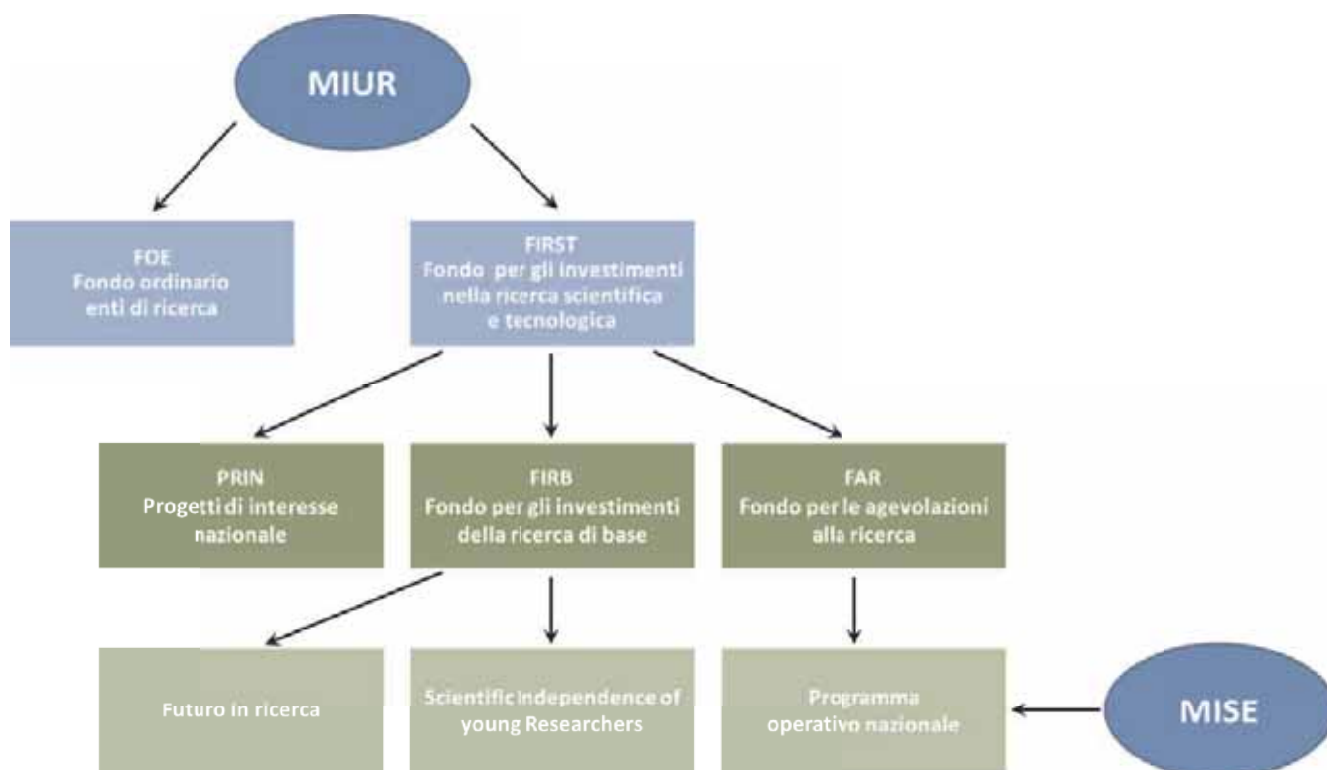 MIUR
FOE
Fondo ordinario
enti di ricerca
FIRST
Fondo per gli investimenti
nella ricerca scientifica
e tecnologica
PRIN
Progetti di interesse
nazionale
FIRB
Fondo per gli investimenti
della ricerca di base
FAR
Fondo per le agevolazioni
alla ricerca
Futuro in ricerca
Scientific Independence of
young Researchers
Programma
operativo nazionale
MISE